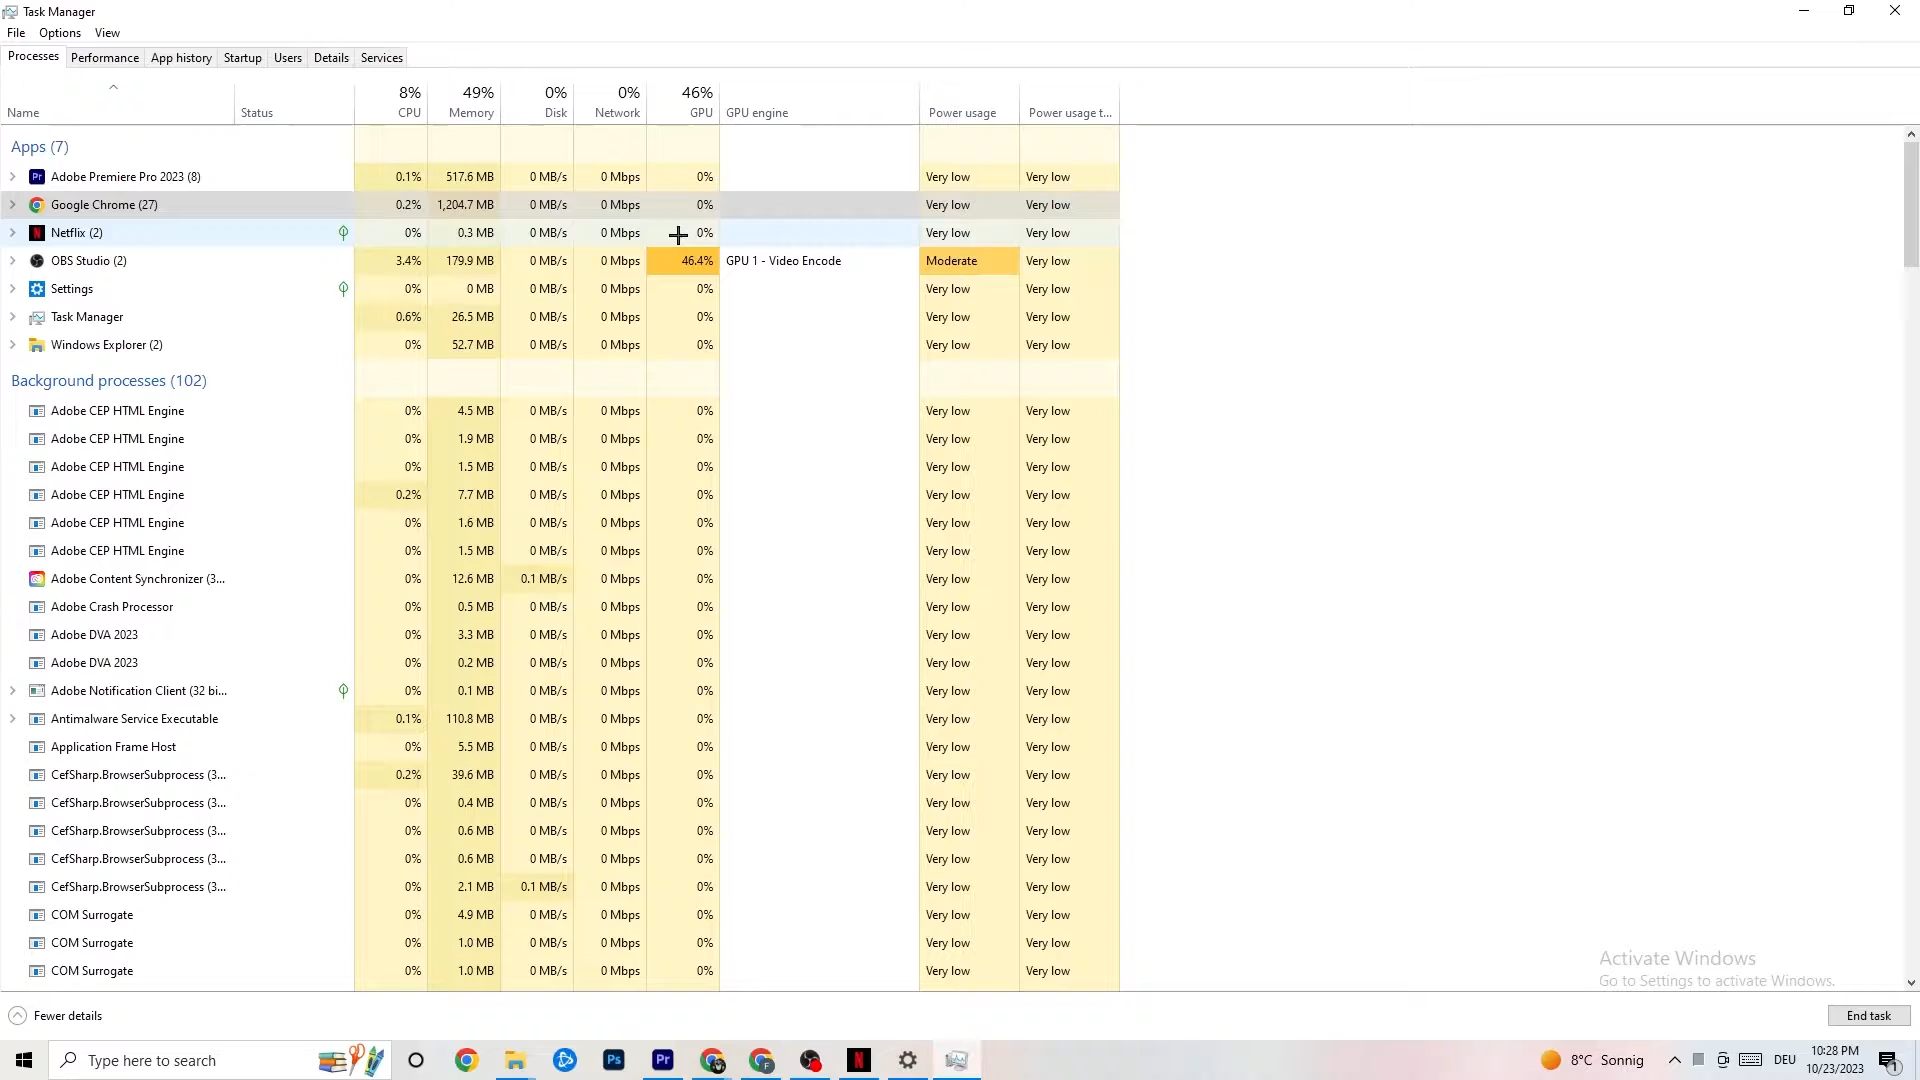 Task Manager
File Options View
Processes Performance App history Startup Users Details Services
8% 49% 0% 0% 46%
Name Status CPU Memory Disk Network GPU GPU engine Power usage Power usage t...
Apps (7)
Pr Adobe Premiere Pro 2023 (8) 0.1% 517.6 MB 0 MB/s 0 Mbps 0% Very low Very low
Google Chrome (27) 0.2% 1,204.7 MB 0 MB/s 0 Mbps 0% Very low Very low
N Netflix (2) 0% 0.3 MB 0 MB/s 0 Mbps 0% Very low Very low
OBS Studio (2) 3.4% 179.9 MB 0 MB/s 0 Mbps 46.4% GPU 1 - Video Encode Moderate Very low
Settings 0% 0 MB 0 MB/s 0 Mbps 0% Very low Very low
Task Manager 0.6% 26.5 MB 0 MB/s 0 Mbps 0% Very low Very low
Windows Explorer (2) 0% 52.7 MB 0 MB/s 0 Mbps 0% Very low Very low
Background processes (102)
Adobe CEP HTML Engine 0% 4.5 MB 0 MB/s 0 Mbps 0% Very low Very low
Adobe CEP HTML Engine 0% 1.9 MB 0 MB/s 0 Mbps 0% Very low Very low
Adobe CEP HTML Engine 0% 1.5 MB 0 MB/s 0 Mbps 0% Very low Very low
Adobe CEP HTML Engine 0.2% 7.7 MB 0 MB/s 0 Mbps 0% Very low Very low
Adobe CEP HTML Engine 0% 1.6 MB 0 MB/s 0 Mbps 0% Very low Very low
Adobe CEP HTML Engine 0% 1.5 MB 0 MB/s 0 Mbps 0% Very low Very low
Adobe Content Synchronizer (3... 0% 12.6 MB 0.1 MB/s 0 Mbps 0% Very low Very low
Adobe Crash Processor 0% 0.5 MB 0 MB/s 0 Mbps 0% Very low Very low
Adobe DVA 2023 0% 3.3 MB 0 MB/s 0 Mbps 0% Very low Very low
Adobe DVA 2023 0% 0.2 MB 0 MB/s 0 Mbps 0% Very low Very low
Adobe Notification Client (32 bi... 0% 0.1 MB 0 MB/s 0 Mbps 0% Very low Very low
Antimalware Service Executable 0.1% 110.8 MB 0 MB/s 0 Mbps 0% Very low Very low
Application Frame Host 0% 5.5 MB 0 MB/s 0 Mbps 0% Very low Very low
CefSharp.BrowserSubprocess (3... 0.2% 39.6 MB 0 MB/s 0 Mbps 0% Very low Very low
CefSharp.BrowserSubprocess (3... 0% 0.4 MB 0 MB/s 0 Mbps 0% Very low Very low
CefSharp.BrowserSubprocess (3... 0% 0.6 MB 0 MB/s 0 Mbps 0% Very low Very low
CefSharp.BrowserSubprocess (3... 0% 0.6 MB 0 MB/s 0 Mbps 0% Very low Very low
CefSharp.BrowserSubprocess (3... 0% 2.1 MB 0.1 MB/s 0 Mbps 0% Very low Very low
COM Surrogate 0% 4.9 MB 0 MB/s 0 Mbps 0% Very low Very low
COM Surrogate 0% 1.0 MB 0 MB/s 0 Mbps 0% Very low Very low
COM Surrogate 0% 1.0 MB 0 MB/s 0 Mbps 0% Very low Very low
Activate Windows
Go to Settings to activate Windows.
Fewer details End task
Type here to search Ps Pr F N 8°C Sonnig DEU 10:28 PM
10/23/2023 1